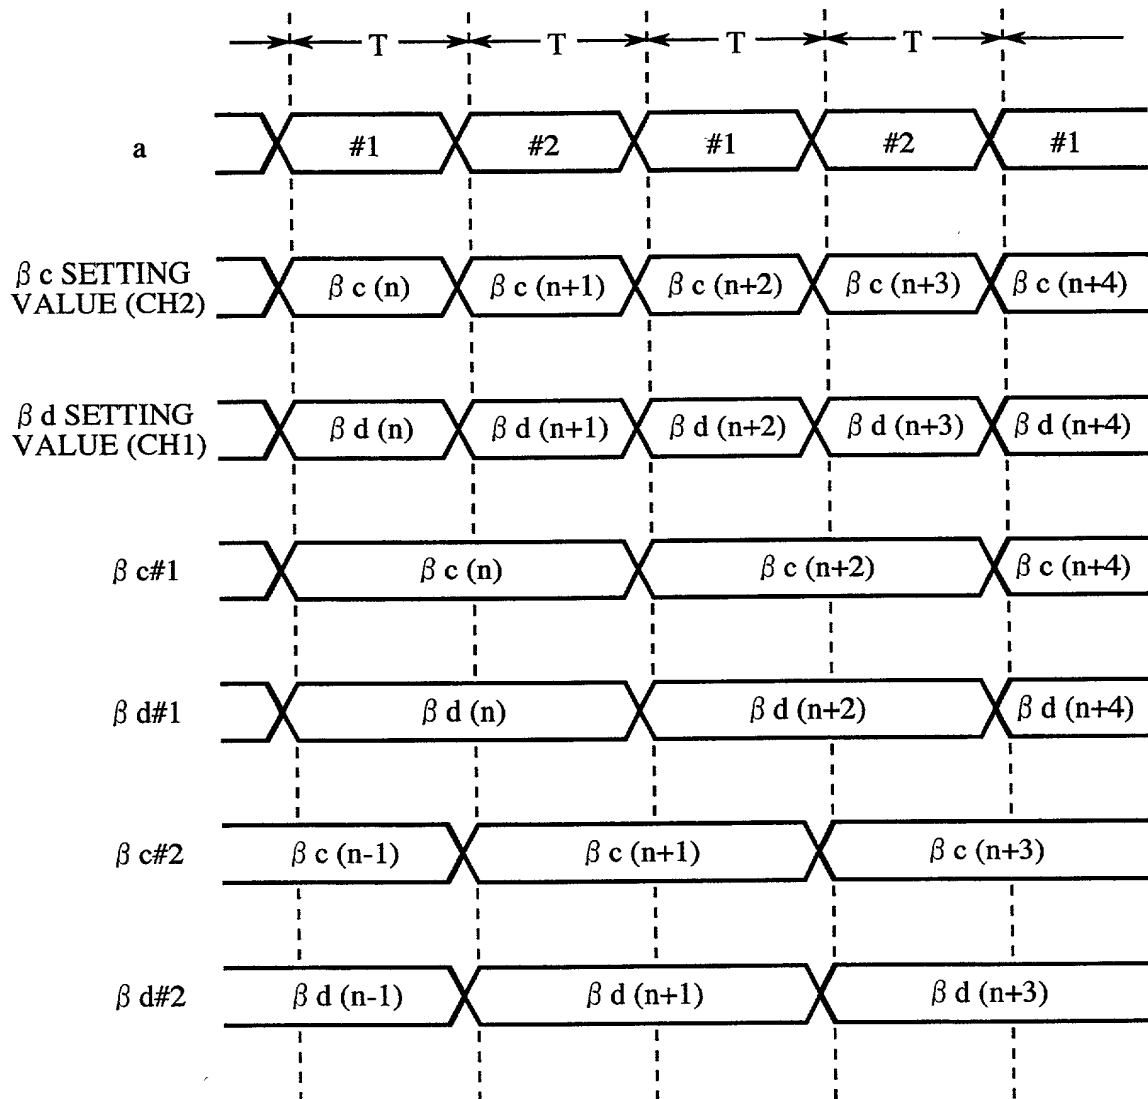 T T T T
a #1 #2 #1 #2 #1
β c SETTING
VALUE (CH2)
β c (n) β c (n+1) β c (n+2) β c (n+3) β c (n+4)
β d SETTING
VALUE (CH1)
β d (n) β d (n+1) β d (n+2) β d (n+3) β d (n+4)
β c#1 β c (n) β c (n+2) β c (n+4)
β d#1 β d (n) β d (n+2) β d (n+4)
β c#2 β c (n-1) β c (n+1) β c (n+3)
β d#2 β d (n-1) β d (n+1) β d (n+3)